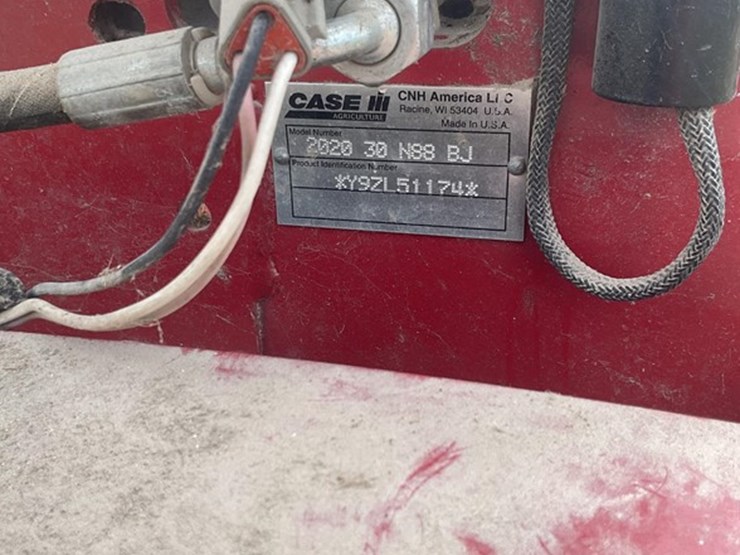 CASE III CNH America LLC
AGRICULTURE Racine, WI 53404 U.S.A.
Made in U.S.A.
Model Number
2020 30 N88 BJ
Product Identification Number
*Y9ZL51174*